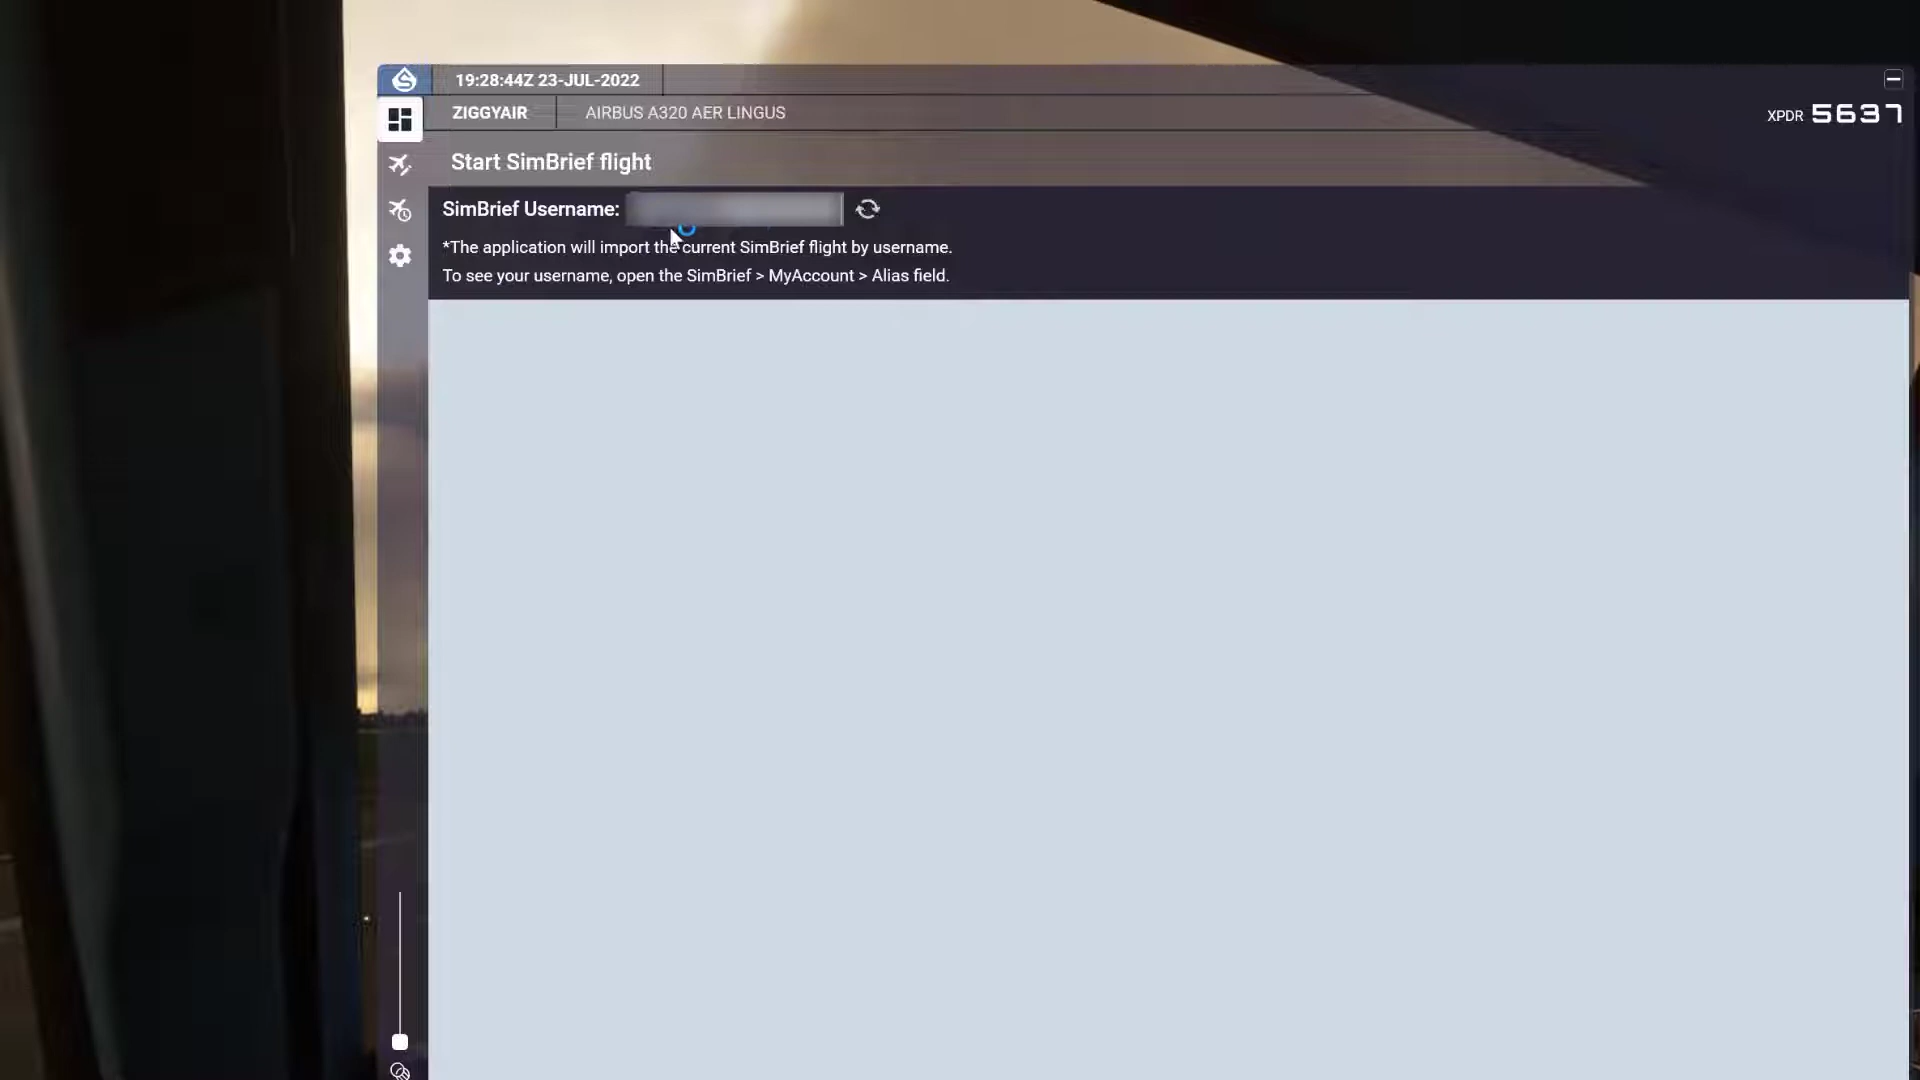 19:28:44Z 23-JUL-2022
ZIGGYAIR AIRBUS A320 AER LINGUS XPDR 5637
Start SimBrief flight
SimBrief Username:
*The application will import the current SimBrief flight by username.
To see your username, open the SimBrief > MyAccount > Alias field.